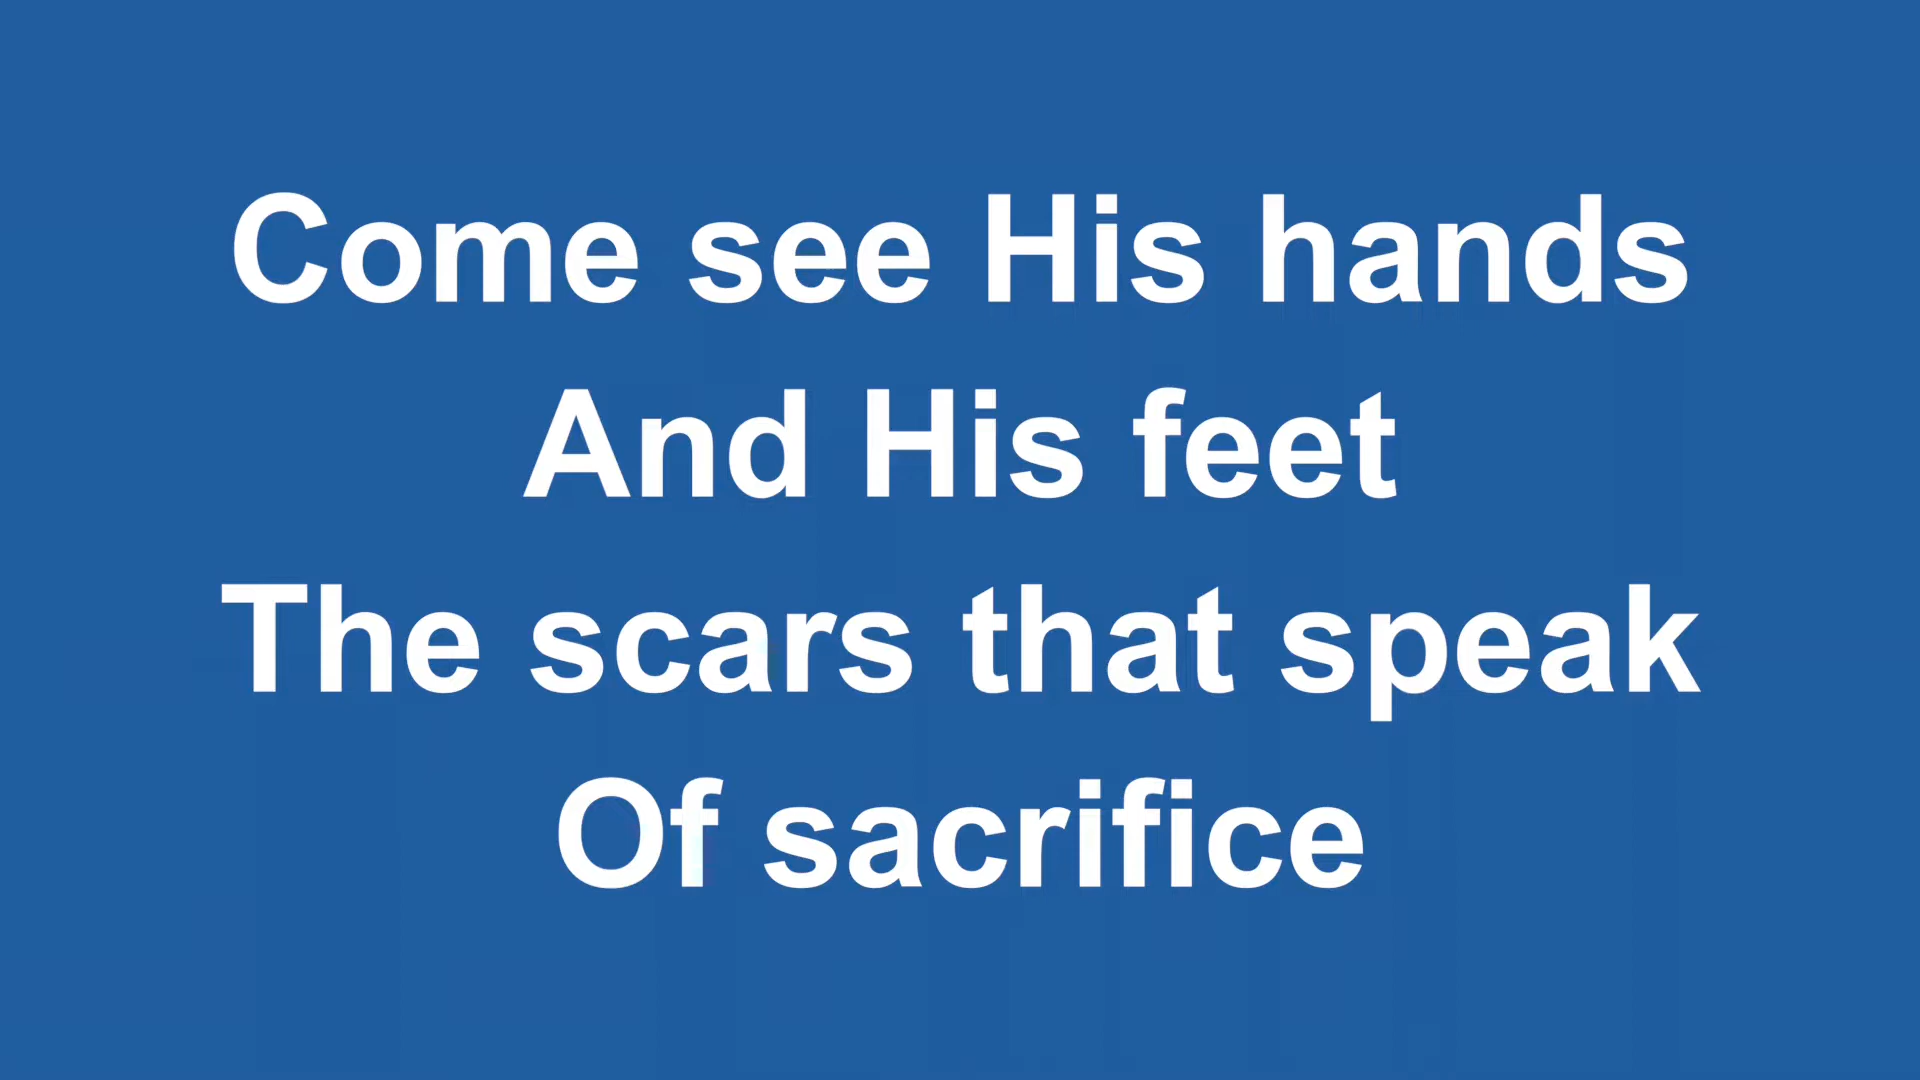 Come see His hands
And His feet
The scars that speak
Of sacrifice